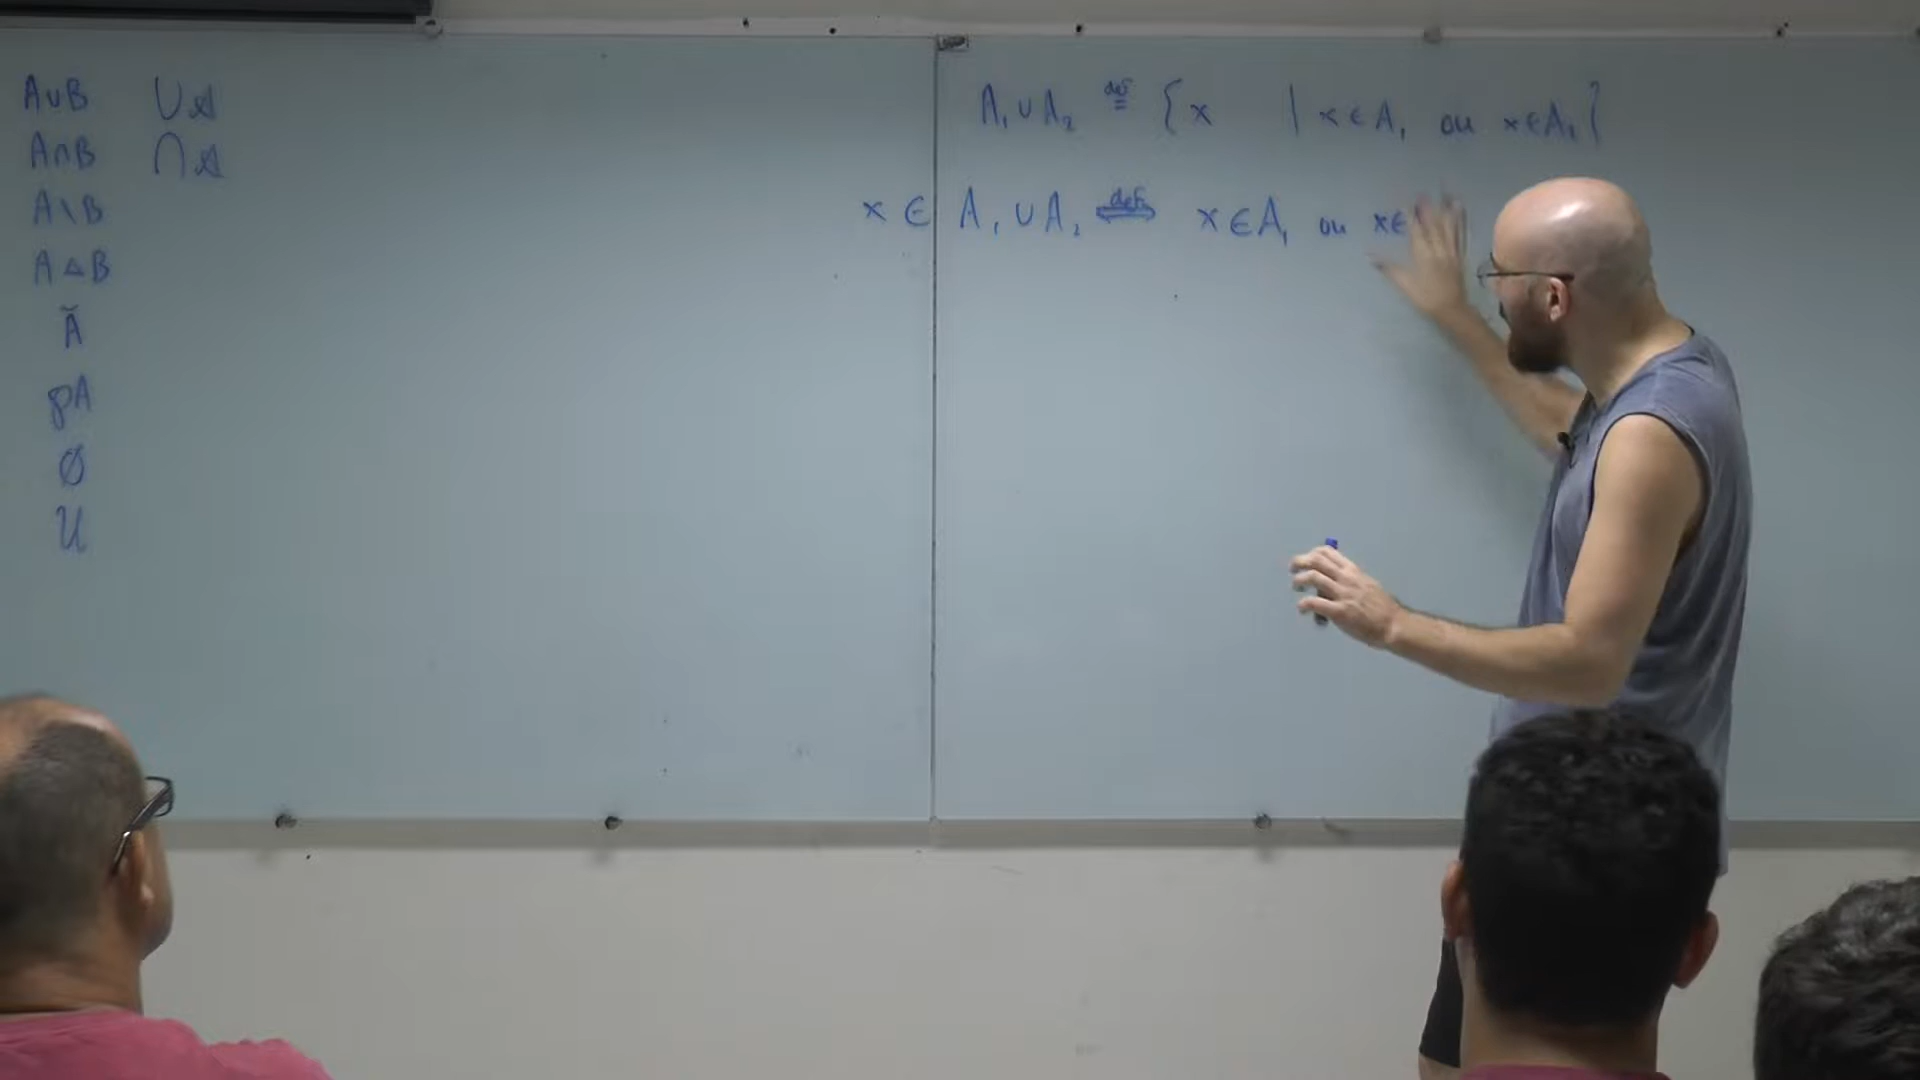 A∪B ∪𝒜
A∩B ∩𝒜
A\B
A△B
Ă
℘A
∅
𝒰
A₁∪A₂ ≝ {x | x∈A₁ ou x∈A₂}
x ∈ A₁∪A₂ ⇔ def x∈A₁ ou x∈